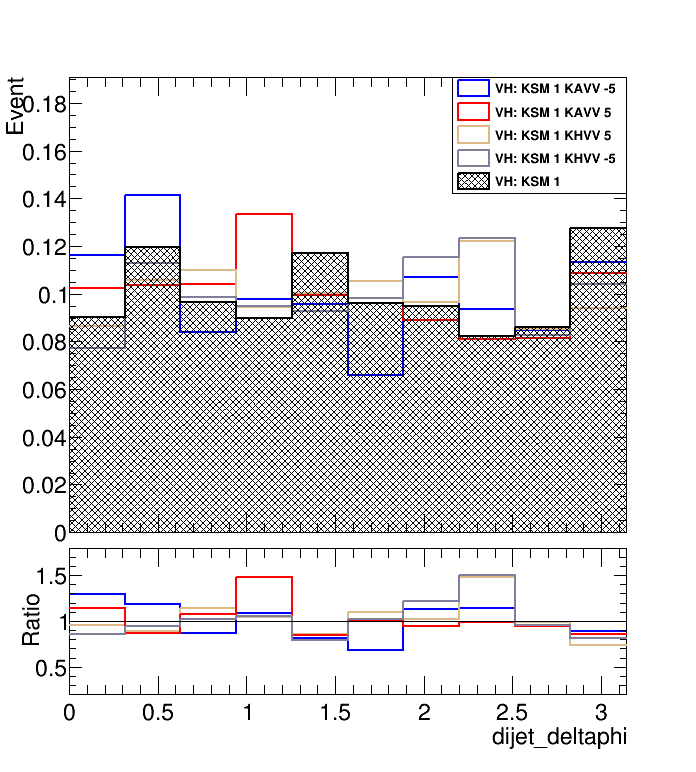 Event
0.18
0.16
0.14
0.12
0.1
0.08
0.06
0.04
0.02
0
VH: KSM 1 KAVV -5
VH: KSM 1 KAVV 5
VH: KSM 1 KHVV 5
VH: KSM 1 KHVV -5
VH: KSM 1
Ratio
1.5
1
0.5
0 0.5 1 1.5 2 2.5 3
dijet_deltaphi